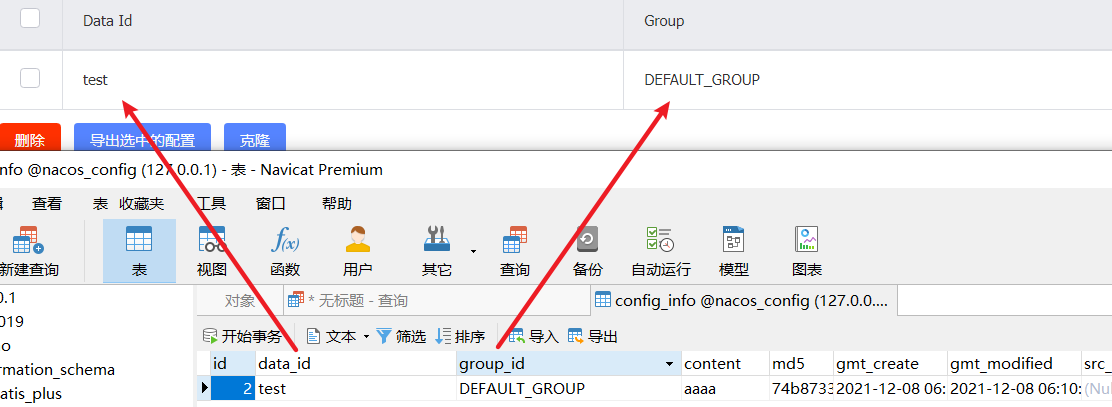 Data Id Group
test DEFAULT_GROUP
删除 导出选中的配置 克隆
nfo @nacos_config (127.0.0.1) - 表 - Navicat Premium
查看 表 收藏夹 工具 窗口 帮助
新建查询 表 视图 函数 用户 其它 查询 备份 自动运行 模型 图表
0.1 对象 * 无标题 - 查询 config_info @nacos_config (127.0.0....
019
o 开始事务 文本 筛选 排序 导入 导出
rmation_schema id data_id group_id content md5 gmt_create gmt_modified src_
atis_plus 2 test DEFAULT_GROUP aaaa 74b8733 2021-12-08 06: 2021-12-08 06:10: (Nul